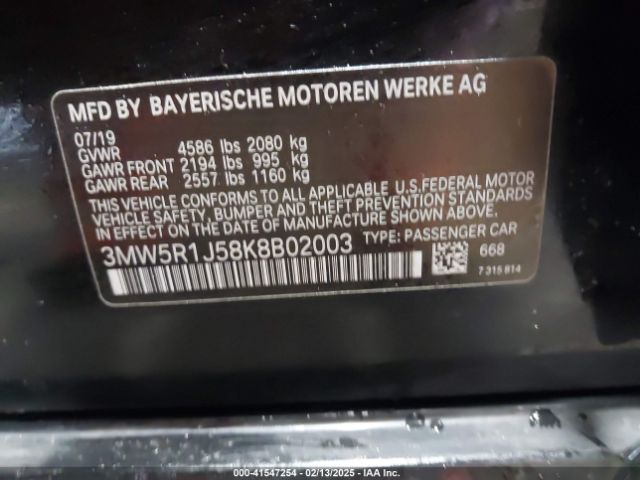 MFD BY BAYERISCHE MOTOREN WERKE AG
07/19
GVWR 4586 lbs 2080 kg
GAWR FRONT 2194 lbs 995 kg
GAWR REAR 2557 lbs 1160 kg
THIS VEHICLE CONFORMS TO ALL APPLICABLE U.S.FEDERAL MOTOR
VEHICLE SAFETY, BUMPER, AND THEFT PREVENTION STANDARDS
IN EFFECT ON THE DATE OF MANUFACTURE SHOWN ABOVE.
3MW5R1J58K8B02003 TYPE: PASSENGER CAR
668
7 315 814
00-41547254 - 02/13/2025 - IAA Inc.